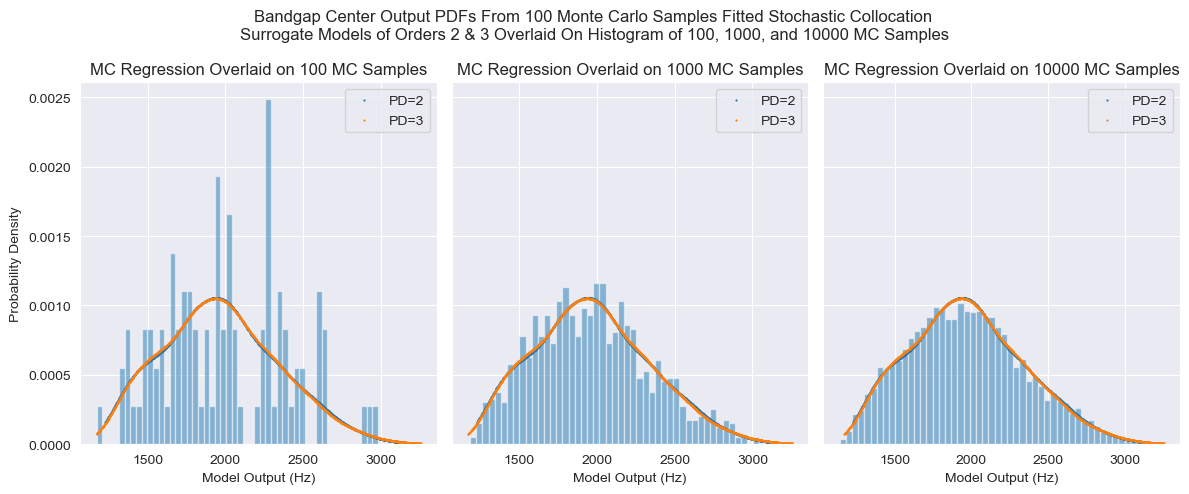 Bandgap Center Output PDFs From 100 Monte Carlo Samples Fitted Stochastic Collocation
Surrogate Models of Orders 2 & 3 Overlaid On Histogram of 100, 1000, and 10000 MC Samples
MC Regression Overlaid on 100 MC Samples
MC Regression Overlaid on 1000 MC Samples
MC Regression Overlaid on 10000 MC Samples
PD=2
PD=3
PD=2
PD=3
PD=2
PD=3
Probability Density
0.0025
0.0020
0.0015
0.0010
0.0005
0.0000
1500 2000 2500 3000
1500 2000 2500 3000
1500 2000 2500 3000
Model Output (Hz)
Model Output (Hz)
Model Output (Hz)